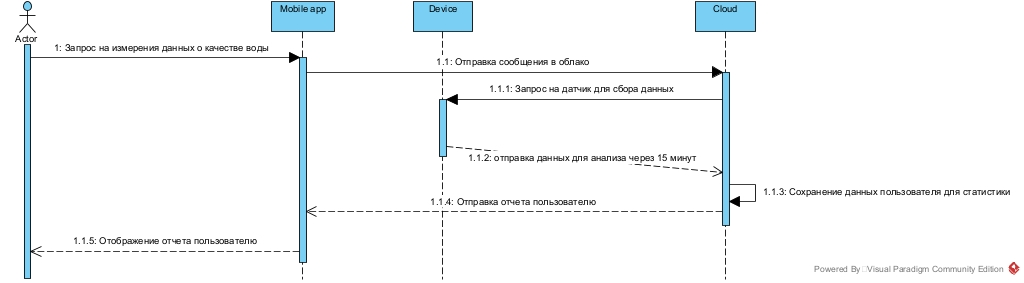 Mobile app
Device
Cloud
Actor
1: Запрос на измерения данных о качестве воды
1.1: Отправка сообщения в облако
1.1.1: Запрос на датчик для сбора данных
1.1.2: отправка данных для анализа через 15 минут
1.1.3: Сохранение данных пользователя для статистики
1.1.4: Отправка отчета пользователю
1.1.5: Отображение отчета пользователю
Powered By Visual Paradigm Community Edition